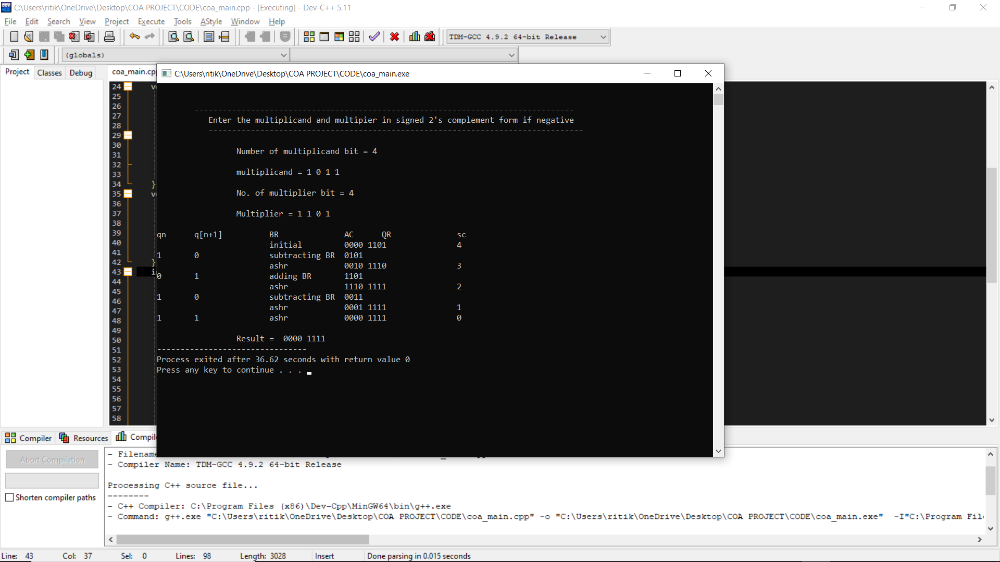 C:\Users\ritik\OneDrive\Desktop\COA PROJECT\CODE\coa_main.cpp - [Executing] - Dev-C++ 5.11
File Edit Search View Project Execute Tools AStyle Window Help
TDM-GCC 4.9.2 64-bit Release
(globals)
Project Classes Debug
coa_main.cp
C:\Users\ritik\OneDrive\Desktop\COA PROJECT\CODE\coa_main.exe
24
25
26
27
28
29
30
31
32
33
34 }
35
36
37
38
39
40
41
42 }
43
44
45
46
47
48
49
50
51
52
53
54
55
56
57
58
---------------------------------------------------------------------------------
Enter the multiplicand and multipier in signed 2's complement form if negative
--------------------------------------------------------------------------------
Number of multiplicand bit = 4
multiplicand = 1 0 1 1
No. of multiplier bit = 4
Multiplier = 1 1 0 1
qn q[n+1] BR AC QR sc
initial 0000 1101 4
1 0 subtracting BR 0101
ashr 0010 1110 3
0 1 adding BR 1101
ashr 1110 1111 2
1 0 subtracting BR 0011
ashr 0001 1111 1
1 1 ashr 0000 1111 0
Result = 0000 1111
--------------------------------
Process exited after 36.62 seconds with return value 0
Press any key to continue . . .
Compiler Resources Compil
Abort Compilation
Shorten compiler paths
- Filenam
- Compiler Name: TDM-GCC 4.9.2 64-bit Release
Processing C++ source file...
--------
- C++ Compiler: C:\Program Files (x86)\Dev-Cpp\MinGW64\bin\g++.exe
- Command: g++.exe "C:\Users\ritik\OneDrive\Desktop\COA PROJECT\CODE\coa_main.cpp" -o "C:\Users\ritik\OneDrive\Desktop\COA PROJECT\CODE\coa_main.exe" -I"C:\Program Fil
Line: 43 Col: 37 Sel: 0 Lines: 98 Length: 3028 Insert Done parsing in 0.015 seconds